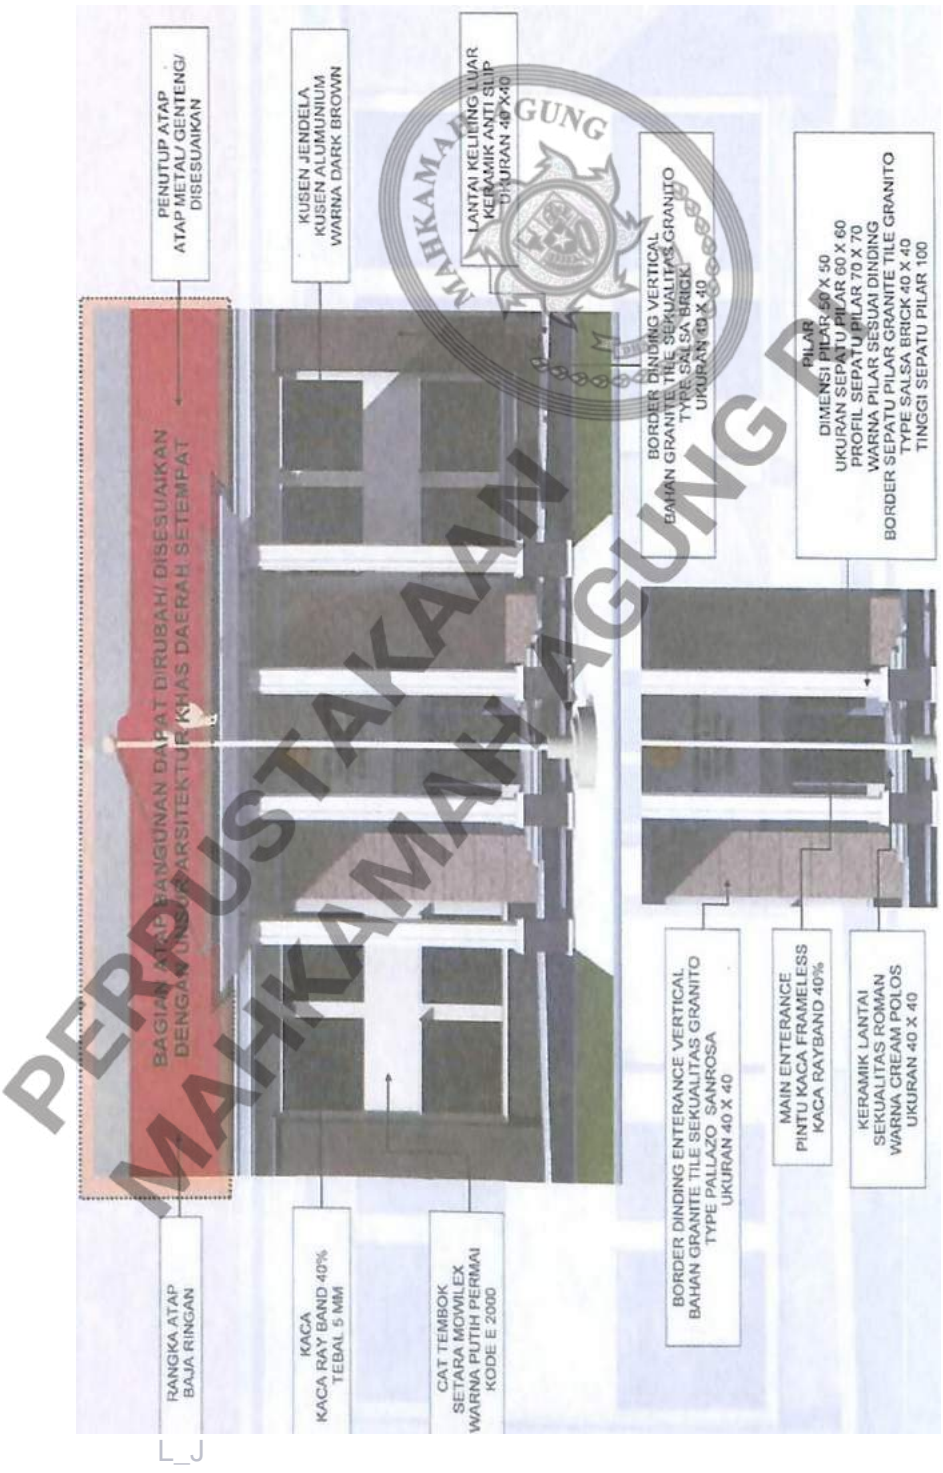 PENUTUP ATAP
ATAP METAL/ GENTENG/
DISESUAIKAN
KUSEN JENDELA
KUSEN ALUMUNIUM
WARNA DARK BROWN
LANTAI KELILING LUAR
KERAMIK ANTI SLIP
UKURAN 40 X 40
BORDER DINDING VERTICAL
BAHAN GRANITE TILE SEKUALITAS GRANITO
TYPE SALSA BRICK
UKURAN 40 X 40
PILAR
DIMENSI PILAR 50 X 50
UKURAN SEPATU PILAR 60 X 60
PROFIL SEPATU PILAR 70 X 70
WARNA PILAR SESUAI DINDING
BORDER SEPATU PILAR GRANITE TILE GRANITO
TYPE SALSA BRICK 40 X 40
TINGGI SEPATU PILAR 100
BAGIAN ATAP BANGUNAN DAPAT DIRUBAH/ DISESUAIKAN
DENGAN UNSUR ARSITEKTUR KHAS DAERAH SETEMPAT
RANGKA ATAP
BAJA RINGAN
KACA
KACA RAY BAND 40%
TEBAL 5 MM
CAT TEMBOK
SETARA MOWILEX
WARNA PUTIH PERMAI
KODE E 2000
BORDER DINDING ENTERANCE VERTICAL
BAHAN GRANITE TILE SEKUALITAS GRANITO
TYPE PALLAZO SANROSA
UKURAN 40 X 40
MAIN ENTERANCE
PINTU KACA FRAMELESS
KACA RAYBAND 40%
KERAMIK LANTAI
SEKUALITAS ROMAN
WARNA CREAM POLOS
UKURAN 40 X 40
MAHKAMAH AGUNG
PERPUSTAKAAN
MAHKAMAH AGUNG RI
L_J